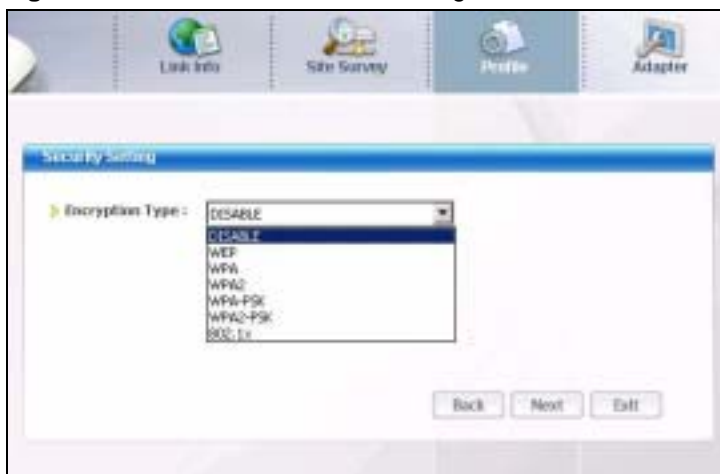 Link Info
Site Survey
Profile
Adapter
Security Setting
Encryption Type :
DISABLE
DISABLE
WEP
WPA
WPA2
WPA-PSK
WPA2-PSK
802.1x
Back
Next
Exit